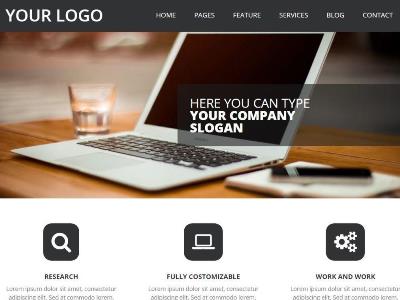 YOUR LOGO
HOME PAGES FEATURE SERVICES BLOG CONTACT
HERE YOU CAN TYPE
YOUR COMPANY
SLOGAN
RESEARCH FULLY COSTOMIZABLE WORK AND WORK
Lorem ipsum dolor sit amet, consectetur Lorem ipsum dolor sit amet, consectetur Lorem ipsum dolor sit amet, consectetur
adipiscing elit. Sed at commodo lorem. adipiscing elit. Sed at commodo lorem. adipiscing elit. Sed at commodo lorem.